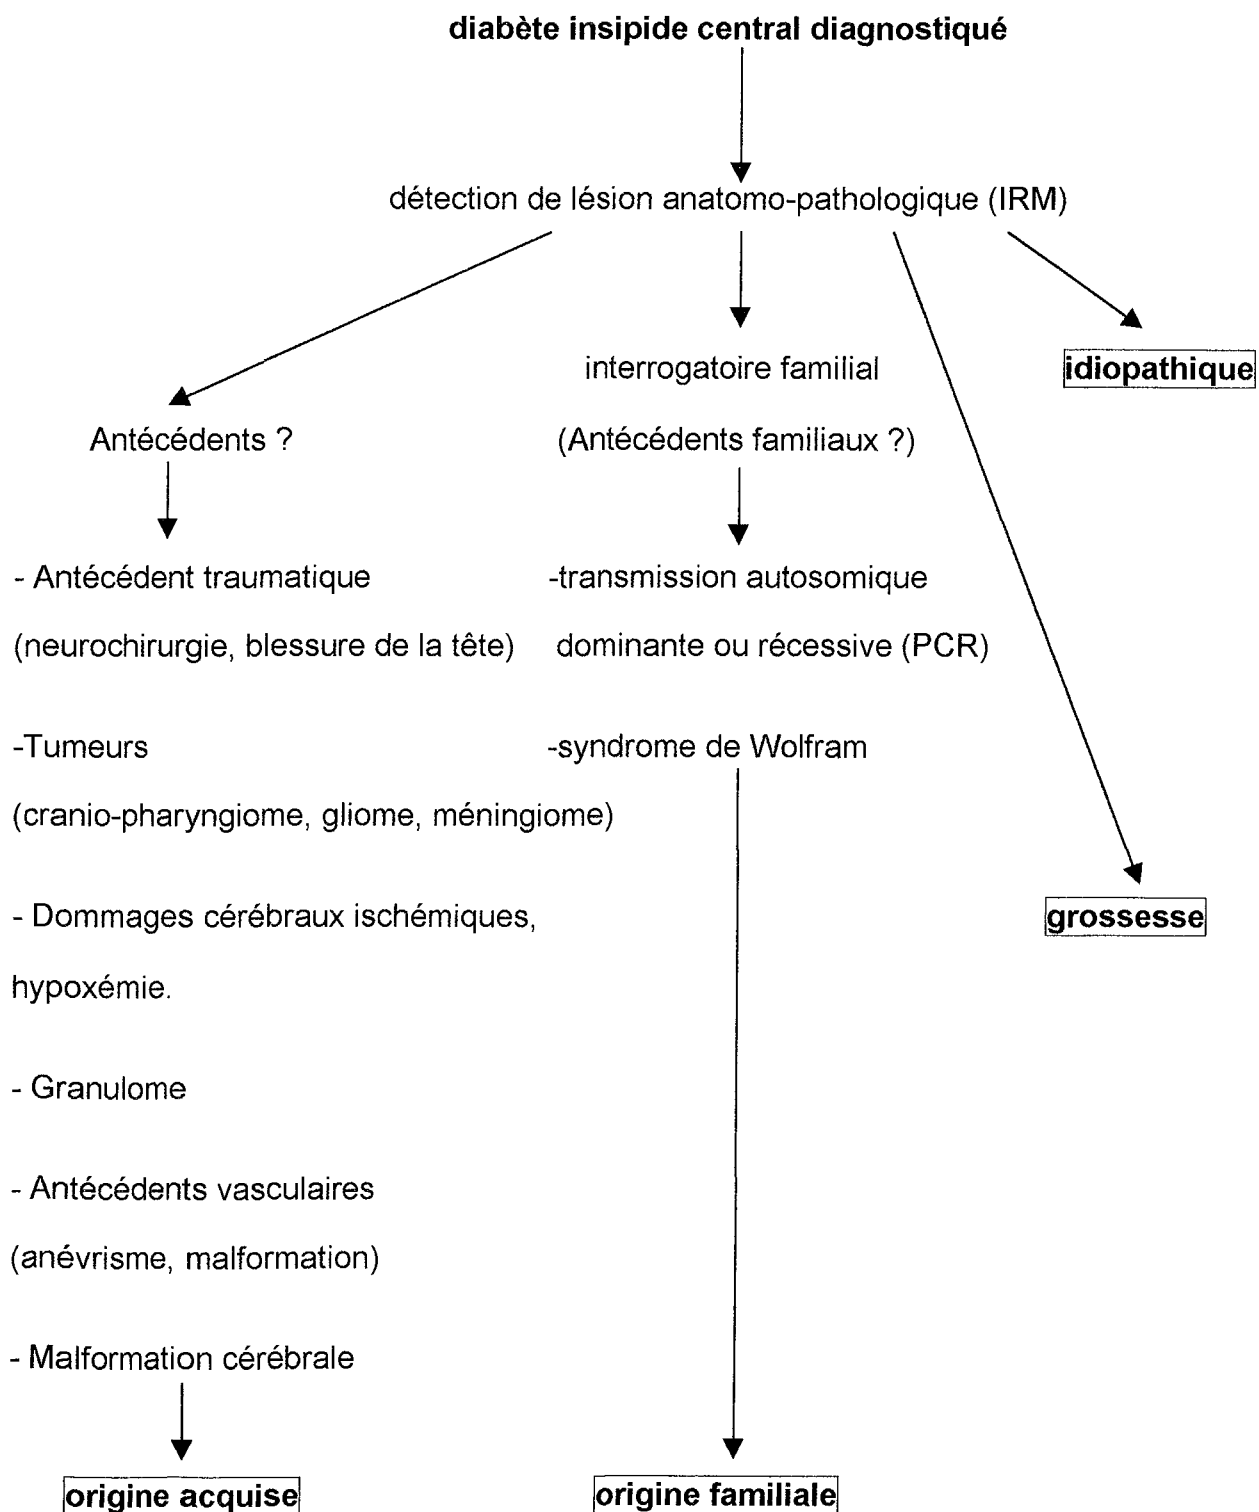 diabète insipide central diagnostiqué
détection de lésion anatomo-pathologique (IRM)
interrogatoire familial
idiopathique
Antécédents ?
(Antécédents familiaux ?)
- Antécédent traumatique
(neurochirurgie, blessure de la tête)
-transmission autosomique
dominante ou récessive (PCR)
-Tumeurs
(cranio-pharyngiome, gliome, méningiome)
-syndrome de Wolfram
- Dommages cérébraux ischémiques,
hypoxémie.
grossesse
- Granulome
- Antécédents vasculaires
(anévrisme, malformation)
- Malformation cérébrale
origine acquise
origine familiale